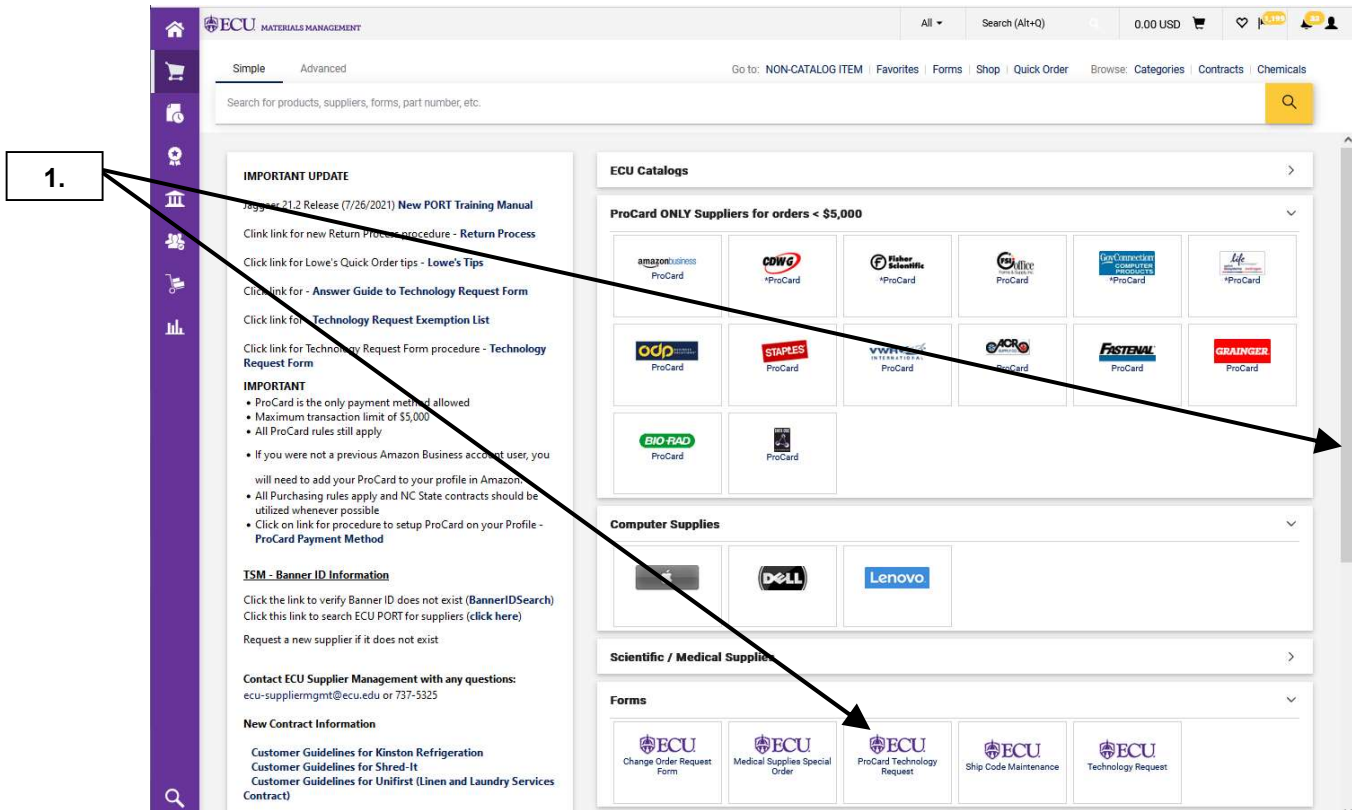 ECU MATERIALS MANAGEMENT
All
Search (Alt+Q)
0.00 USD
Simple
Advanced
Go to: NON-CATALOG ITEM | Favorites | Forms | Shop | Quick Order Browse: Categories | Contracts | Chemicals
Search for products, suppliers, forms, part number, etc.
1.
IMPORTANT UPDATE
Jaggaer 21.2 Release (7/26/2021) New PORT Training Manual
Clink link for new Return Process procedure - Return Process
Click link for Lowe's Quick Order tips - Lowe's Tips
Click link for - Answer Guide to Technology Request Form
Click link for - Technology Request Exemption List
Click link for Technology Request Form procedure - Technology
Request Form
IMPORTANT
• ProCard is the only payment method allowed
• Maximum transaction limit of $5,000
• All ProCard rules still apply
• If you were not a previous Amazon Business account user, you
will need to add your ProCard to your profile in Amazon.
• All Purchasing rules apply and NC State contracts should be
utilized whenever possible
• Click on link for procedure to setup ProCard on your Profile -
ProCard Payment Method
TSM - Banner ID Information
Click the link to verify Banner ID does not exist (BannerIDSearch)
Click this link to search ECU PORT for suppliers (click here)
Request a new supplier if it does not exist
Contact ECU Supplier Management with any questions:
ecu-suppliermgmt@ecu.edu or 737-5325
New Contract Information
Customer Guidelines for Kinston Refrigeration
Customer Guidelines for Shred-It
Customer Guidelines for Unifirst (Linen and Laundry Services
Contract)
ECU Catalogs
ProCard ONLY Suppliers for orders < $5,000
amazonbusiness
ProCard
CDWG
*ProCard
Fisher
Scientific
*ProCard
FSI office
ProCard
GovConnection
COMPUTER
PRODUCTS
*ProCard
life
*ProCard
odp
ProCard
STAPLES
ProCard
VWR
INTERNATIONAL
ProCard
ACR
ProCard
FASTENAL
ProCard
GRAINGER
ProCard
BIO-RAD
ProCard
ProCard
Computer Supplies
DELL
Lenovo
Scientific / Medical Supplies
Forms
ECU
Change Order Request
Form
ECU
Medical Supplies Special
Order
ECU
ProCard Technology
Request
ECU
Ship Code Maintenance
ECU
Technology Request